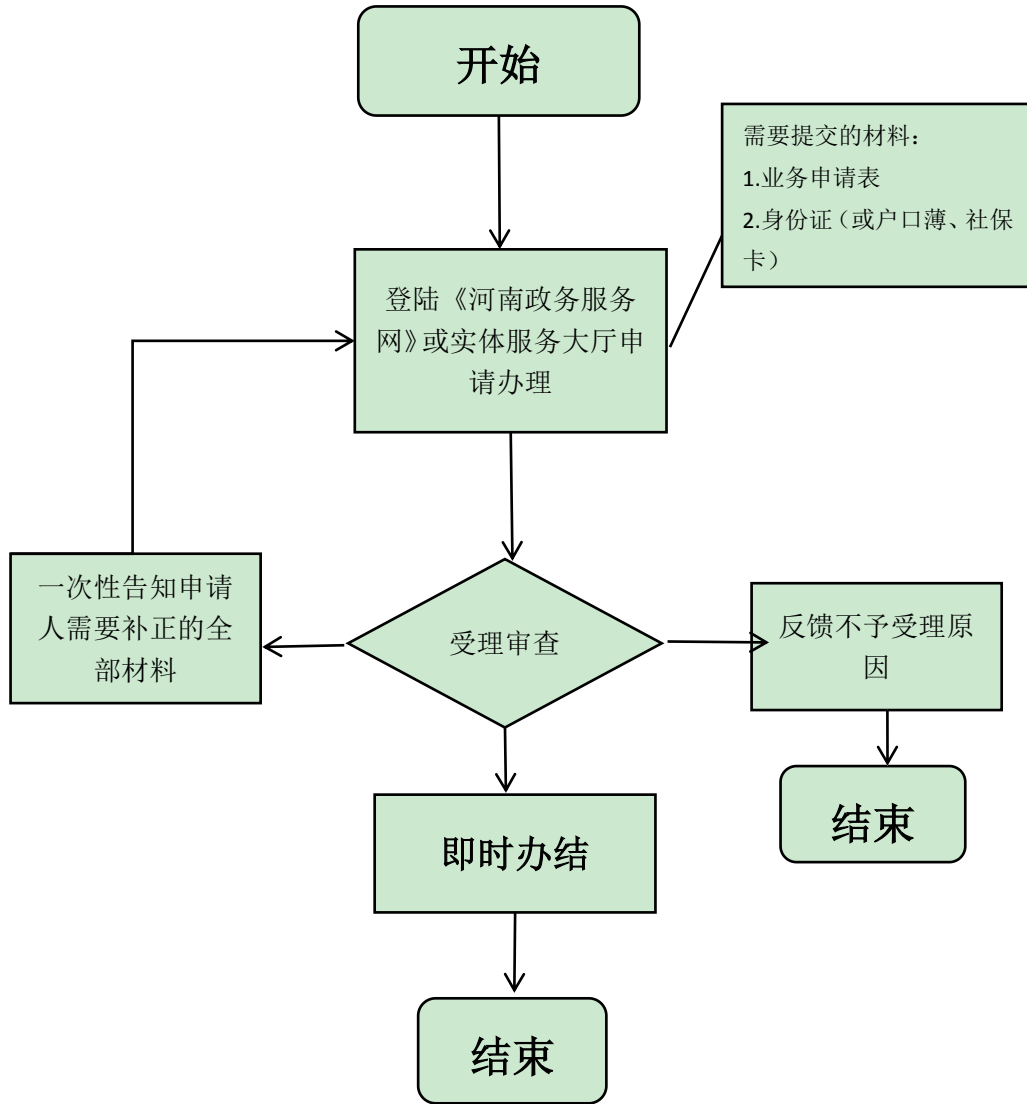 开始
需要提交的材料：
1.业务申请表
2.身份证（或户口薄、社保
卡）
登陆《河南政务服务
网》或实体服务大厅申
请办理
一次性告知申请
人需要补正的全
部材料
受理审查
反馈不予受理原
因
即时办结
结束
结束